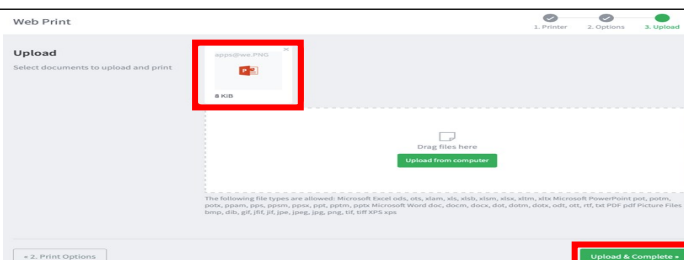 Web Print
1. Printer
2. Options
3. Upload
Upload
Select documents to upload and print
apps@we.PNG
8 KiB
Drag files here
Upload from computer
The following file types are allowed: Microsoft Excel ods, ots, xlam, xls, xlsb, xlsm, xlsx, xltm, xltx Microsoft PowerPoint pot, potm,
potx, ppam, pps, ppsm, ppsx, ppt, pptm, pptx Microsoft Word doc, docm, docx, dot, dotm, dotx, odt, ott, rtf, txt PDF pdf Picture Files
bmp, dib, gif, jfif, jif, jpe, jpeg, jpg, png, tif, tiff XPS xps
« 2. Print Options
Upload & Complete »